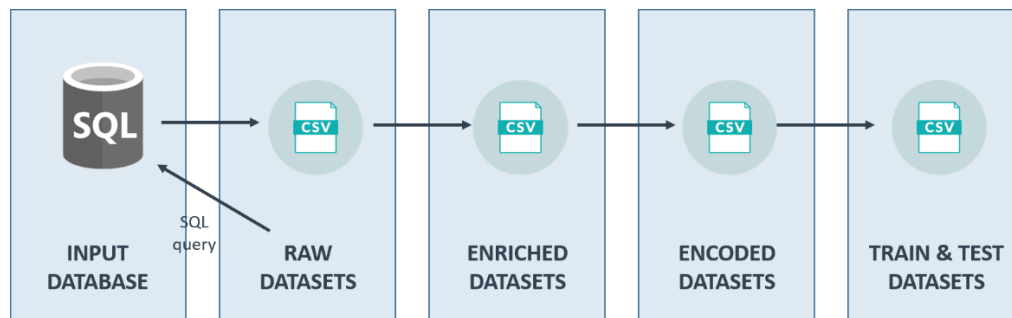 SQL
CSV
CSV
CSV
CSV
SQL
query
INPUT
DATABASE
RAW
DATASETS
ENRICHED
DATASETS
ENCODED
DATASETS
TRAIN & TEST
DATASETS